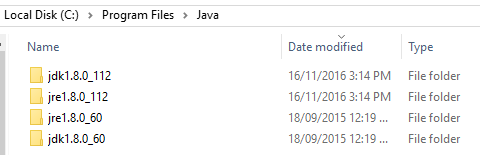 Local Disk (C:) > Program Files > Java
Name Date modified Type
jdk1.8.0_112 16/11/2016 3:14 PM File folder
jre1.8.0_112 16/11/2016 3:14 PM File folder
jre1.8.0_60 18/09/2015 12:19 ... File folder
jdk1.8.0_60 18/09/2015 12:19 ... File folder